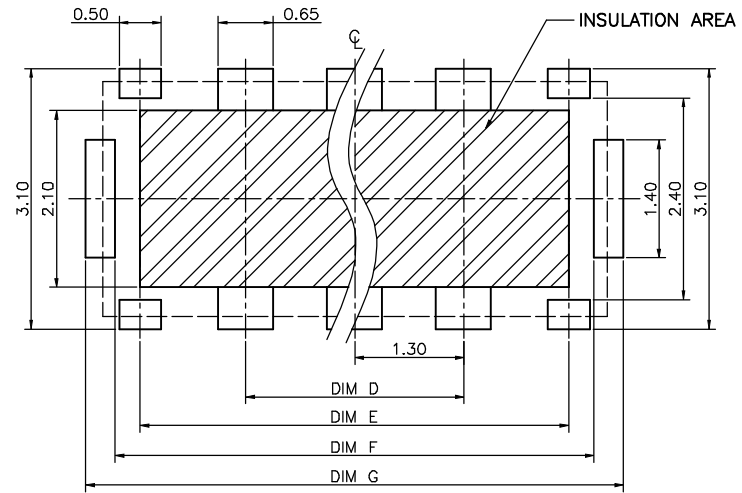 0.50
0.65
℄
INSULATION AREA
3.10
2.10
1.40
2.40
3.10
1.30
DIM D
DIM E
DIM F
DIM G